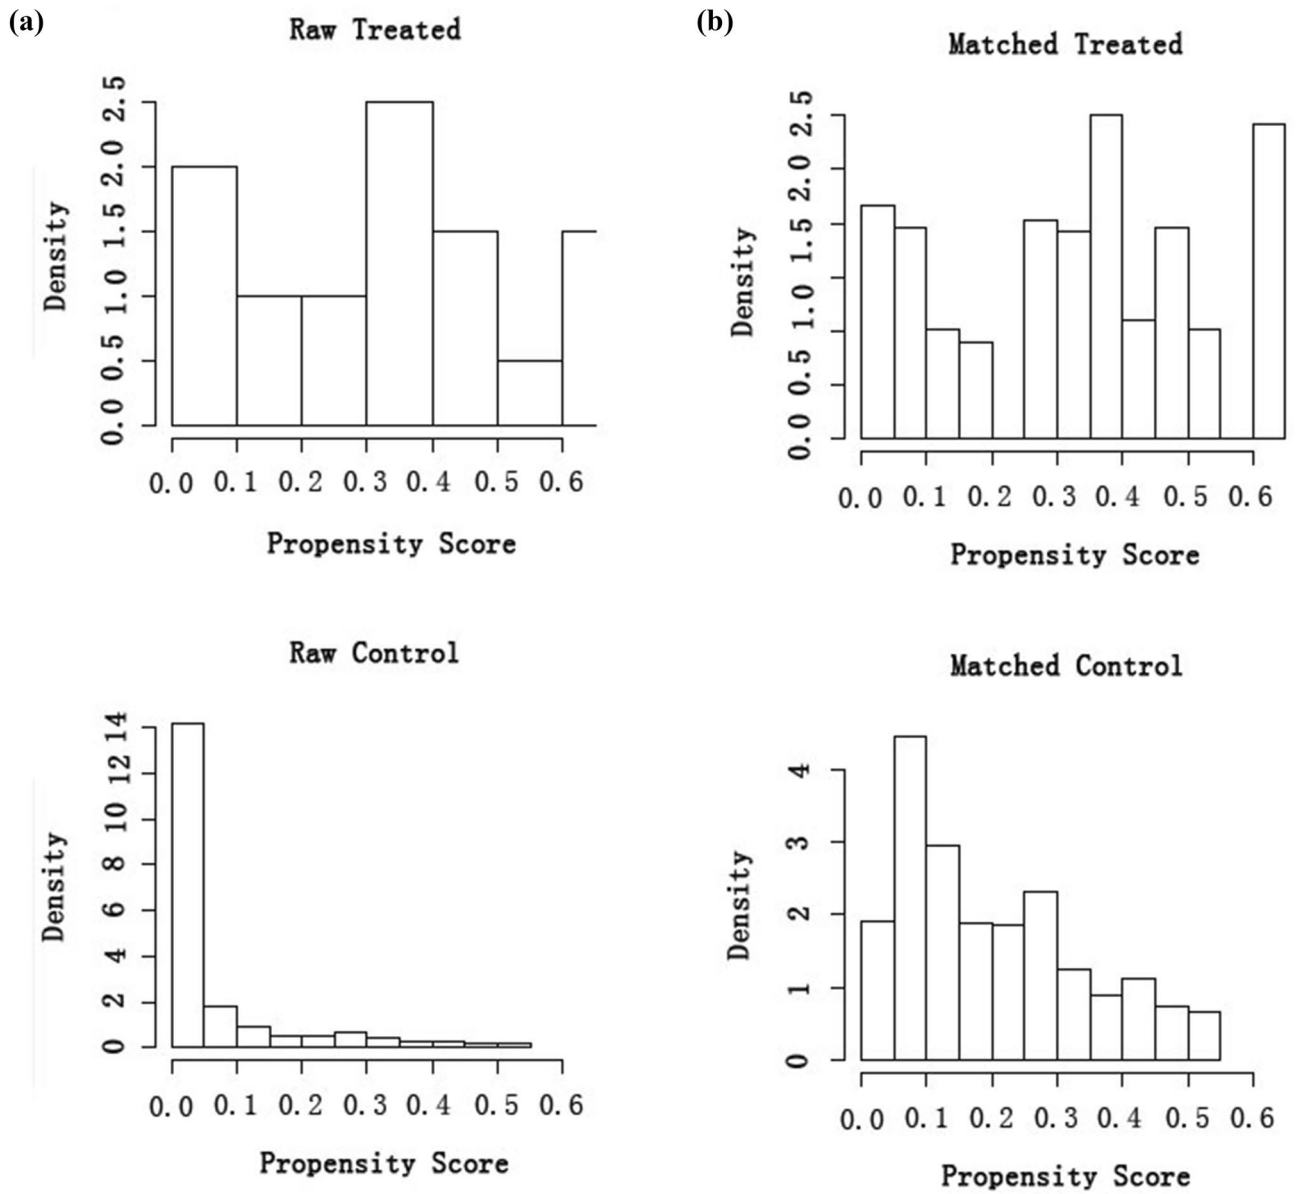 (a)
Raw Treated
Density
2.5
2.0
1.5
1.0
0.5
0.0
0.0 0.1 0.2 0.3 0.4 0.5 0.6
Propensity Score
Raw Control
Density
14
12
10
8
6
4
2
0
0.0 0.1 0.2 0.3 0.4 0.5 0.6
Propensity Score
(b)
Matched Treated
Density
2.5
2.0
1.5
1.0
0.5
0.0
0.0 0.1 0.2 0.3 0.4 0.5 0.6
Propensity Score
Matched Control
Density
4
3
2
1
0
0.0 0.1 0.2 0.3 0.4 0.5 0.6
Propensity Score